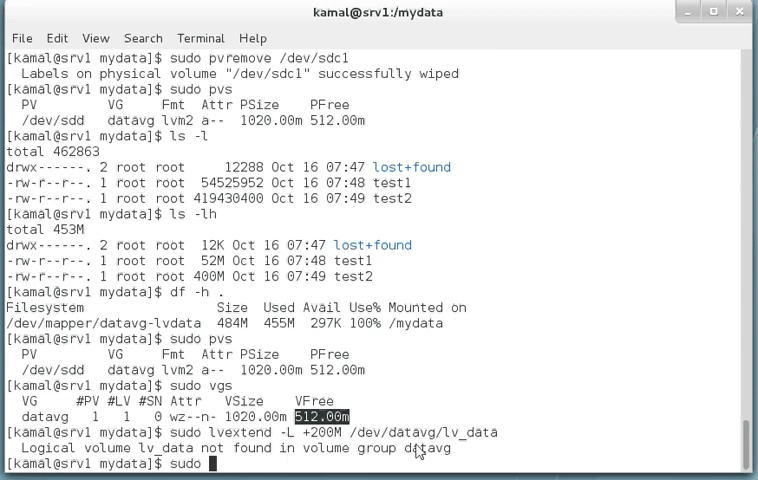 kamal@srv1:/mydata
File Edit View Search Terminal Help
[kamal@srv1 mydata]$ sudo pvremove /dev/sdc1
Labels on physical volume "/dev/sdc1" successfully wiped
[kamal@srv1 mydata]$ sudo pvs
PV VG Fmt Attr PSize PFree
/dev/sdd datavg lvm2 a-- 1020.00m 512.00m
[kamal@srv1 mydata]$ ls -l
total 462863
drwx------. 2 root root 12288 Oct 16 07:47 lost+found
-rw-r--r--. 1 root root 54525952 Oct 16 07:48 test1
-rw-r--r--. 1 root root 419430400 Oct 16 07:49 test2
[kamal@srv1 mydata]$ ls -lh
total 453M
drwx------. 2 root root 12K Oct 16 07:47 lost+found
-rw-r--r--. 1 root root 52M Oct 16 07:48 test1
-rw-r--r--. 1 root root 400M Oct 16 07:49 test2
[kamal@srv1 mydata]$ df -h .
Filesystem Size Used Avail Use% Mounted on
/dev/mapper/datavg-lvdata 484M 455M 297K 100% /mydata
[kamal@srv1 mydata]$ sudo pvs
PV VG Fmt Attr PSize PFree
/dev/sdd datavg lvm2 a-- 1020.00m 512.00m
[kamal@srv1 mydata]$ sudo vgs
VG #PV #LV #SN Attr VSize VFree
datavg 1 1 0 wz--n- 1020.00m 512.00m
[kamal@srv1 mydata]$ sudo lvextend -L +200M /dev/datavg/lv_data
Logical volume lv_data not found in volume group datavg
[kamal@srv1 mydata]$ sudo